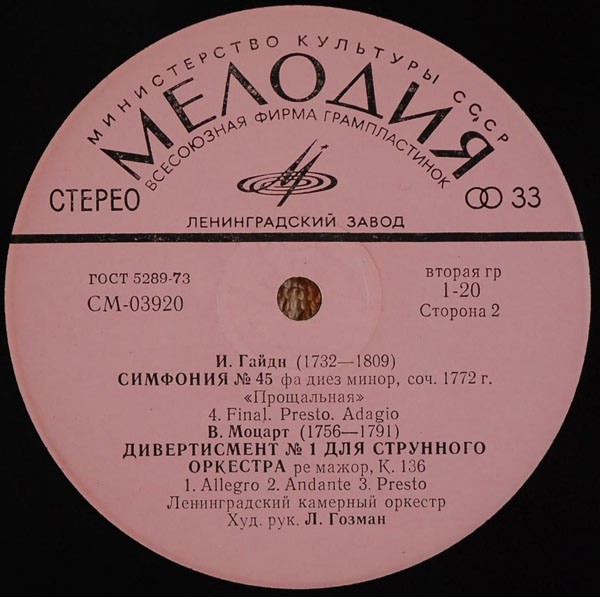 МИНИСТЕРСТВО КУЛЬТУРЫ СССР
МЕЛОДИЯ
ВСЕСОЮЗНАЯ ФИРМА ГРАМПЛАСТИНОК
СТЕРЕО
33
ЛЕНИНГРАДСКИЙ ЗАВОД
ГОСТ 5289-73
СМ-03920
вторая гр
1-20
Сторона 2
И. Гайдн (1732—1809)
СИМФОНИЯ № 45 фа диез минор, соч. 1772 г.
«Прощальная»
4. Final. Presto. Adagio
В. Моцарт (1756—1791)
ДИВЕРТИСМЕНТ № 1 ДЛЯ СТРУННОГО
ОРКЕСТРА ре мажор, К. 136
1. Allegro 2. Andante 3. Presto
Ленинградский камерный оркестр
Худ. рук. Л. Гозман